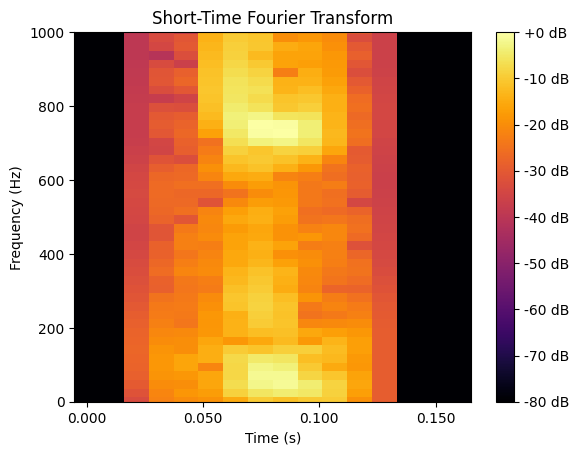 Short-Time Fourier Transform
1000
800
600
400
200
0
Frequency (Hz)
0.000
0.050
0.100
0.150
Time (s)
+0 dB
-10 dB
-20 dB
-30 dB
-40 dB
-50 dB
-60 dB
-70 dB
-80 dB